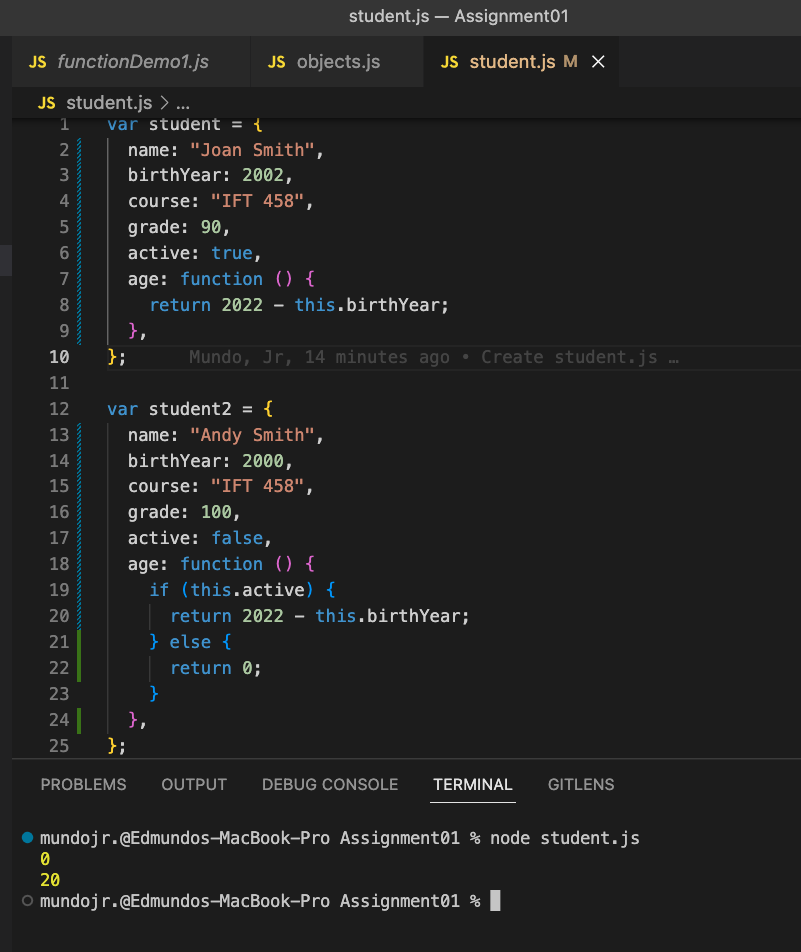 student.js — Assignment01
JS functionDemo1.js JS objects.js JS student.js M ×
JS student.js > ...
1 var student = {
2 name: "Joan Smith",
3 birthYear: 2002,
4 course: "IFT 458",
5 grade: 90,
6 active: true,
7 age: function () {
8 return 2022 - this.birthYear;
9 },
10 }; Mundo, Jr, 14 minutes ago • Create student.js …
11
12 var student2 = {
13 name: "Andy Smith",
14 birthYear: 2000,
15 course: "IFT 458",
16 grade: 100,
17 active: false,
18 age: function () {
19 if (this.active) {
20 return 2022 - this.birthYear;
21 } else {
22 return 0;
23 }
24 },
25 };
PROBLEMS OUTPUT DEBUG CONSOLE TERMINAL GITLENS
mundojr.@Edmundos-MacBook-Pro Assignment01 % node student.js
0
20
mundojr.@Edmundos-MacBook-Pro Assignment01 %